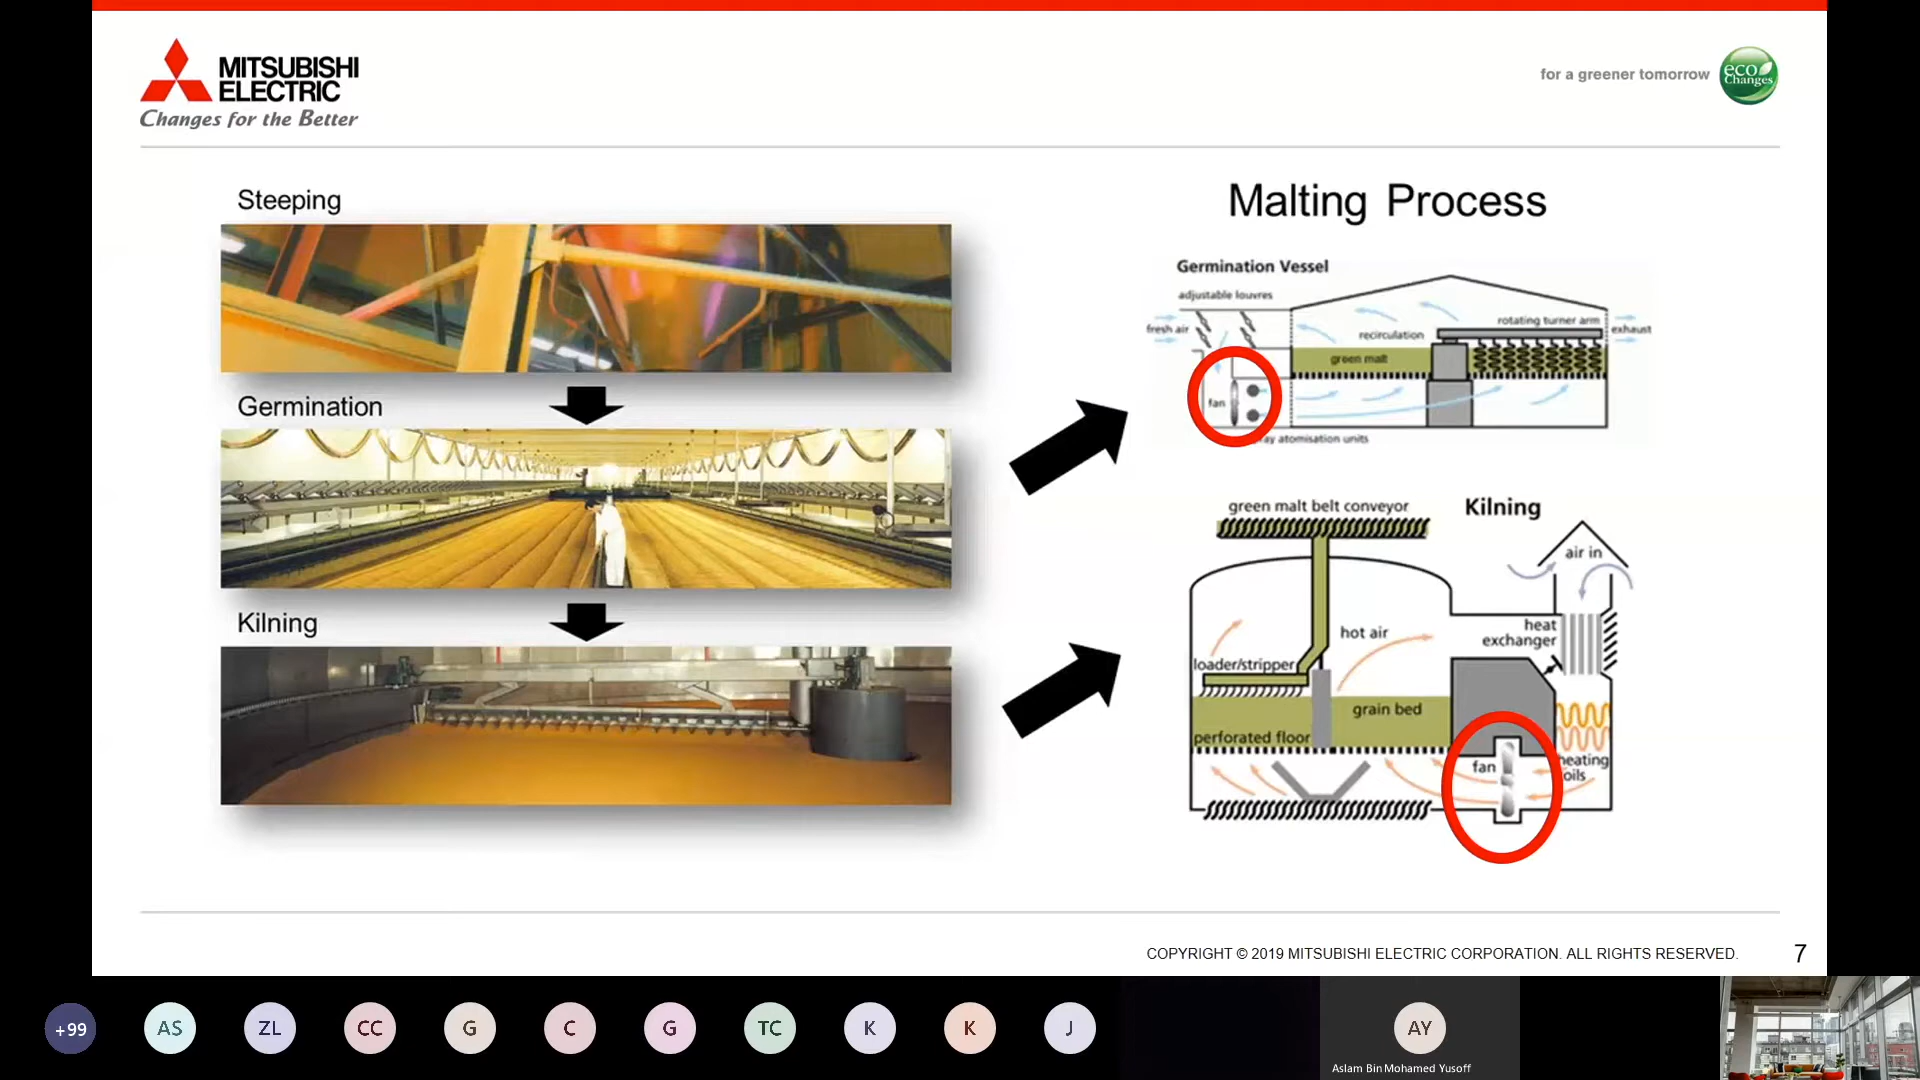 MITSUBISHI
ELECTRIC
Changes for the Better
for a greener tomorrow
eco
Changes
Steeping
Germination
Kilning
Malting Process
Germination Vessel
adjustable louvres
fresh air
recirculation
rotating turner arm
exhaust
green malt
fan
atomisation units
green malt belt conveyor
Kilning
air in
heat
exchanger
hot air
loader/stripper
grain bed
perforated floor
fan
heating
oils
COPYRIGHT © 2019 MITSUBISHI ELECTRIC CORPORATION. ALL RIGHTS RESERVED.
7
+99
AS
ZL
CC
G
C
G
TC
K
K
J
AY
Aslam Bin Mohamed Yusoff